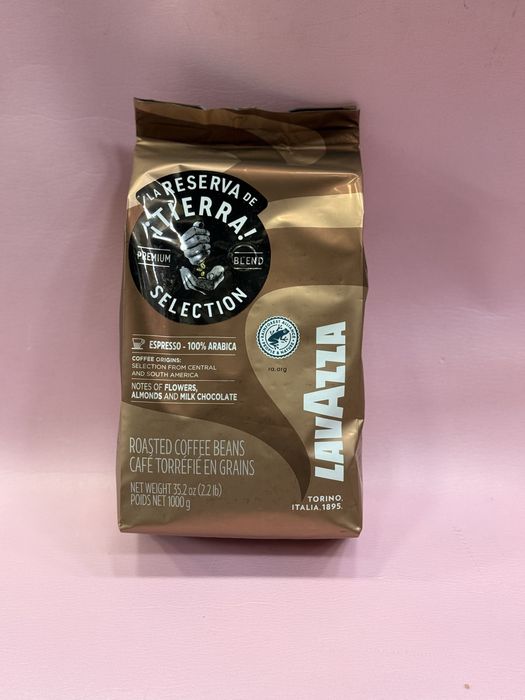 ¡LA RESERVA DE
¡TIERRA!
PREMIUM BLEND
SELECTION
ESPRESSO - 100% ARABICA
COFFEE ORIGINS:
SELECTION FROM CENTRAL
AND SOUTH AMERICA
NOTES OF FLOWERS,
ALMONDS AND MILK CHOCOLATE
ra.org
LAVAZZA
TORINO.
ITALIA.1895.
ROASTED COFFEE BEANS
CAFÉ TORRÉFIÉ EN GRAINS
NET WEIGHT 35.2 oz (2.2 lb)
POIDS NET 1000 g